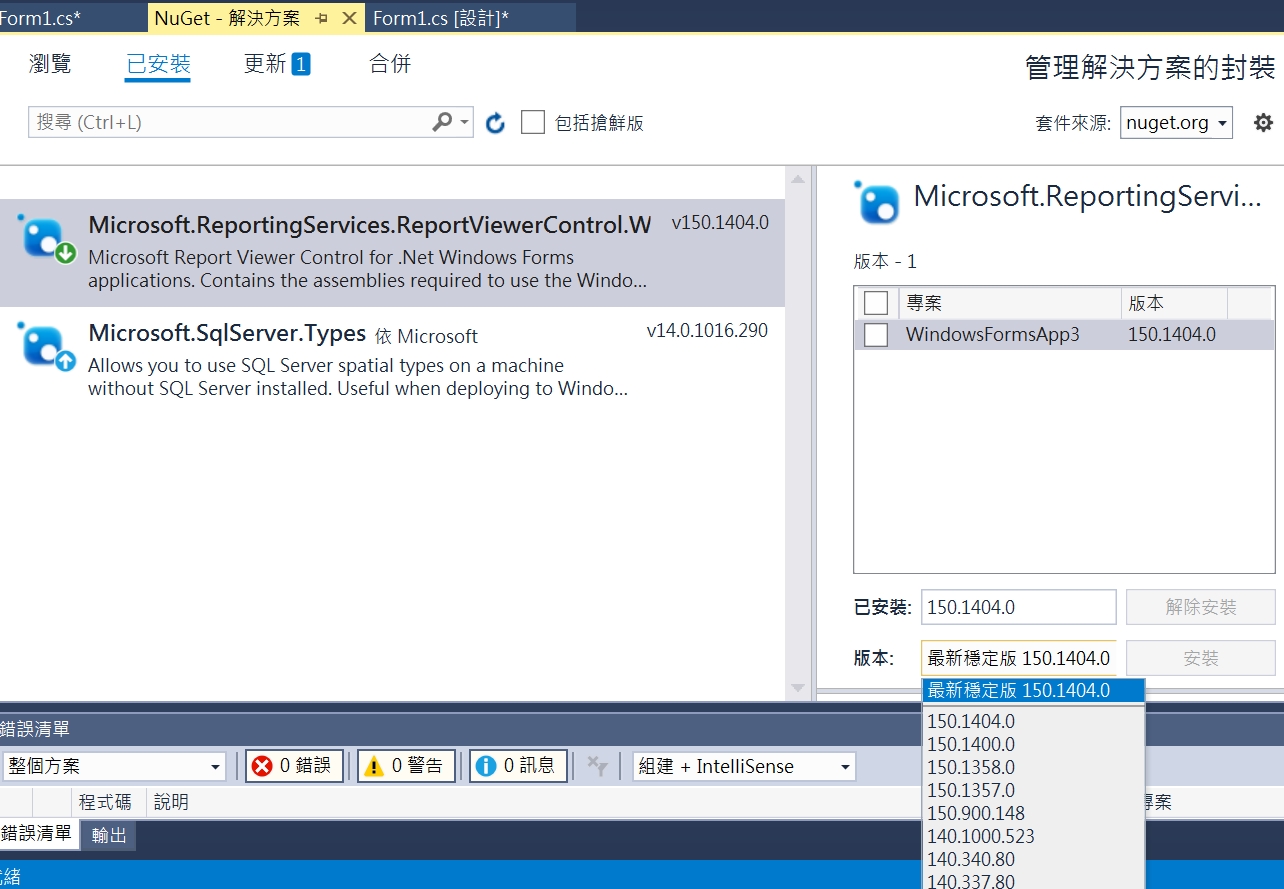 Form1.cs*
NuGet - 解決方案
Form1.cs [設計]*
瀏覽
已安裝
更新 1
合併
管理解決方案的封裝
搜尋 (Ctrl+L)
包括搶鮮版
套件來源: nuget.org
Microsoft.ReportingServices.ReportViewerControl.W
v150.1404.0
Microsoft Report Viewer Control for .Net Windows Forms
applications. Contains the assemblies required to use the Windo...
Microsoft.SqlServer.Types 依 Microsoft
v14.0.1016.290
Allows you to use SQL Server spatial types on a machine
without SQL Server installed. Useful when deploying to Windo...
Microsoft.ReportingServi...
版本 - 1
專案 版本
WindowsFormsApp3 150.1404.0
已安裝: 150.1404.0 解除安裝
版本: 最新穩定版 150.1404.0 安裝
最新穩定版 150.1404.0
150.1404.0
150.1400.0
150.1358.0
150.1357.0
150.900.148
140.1000.523
140.340.80
140.337.80
錯誤清單
整個方案
0 錯誤
0 警告
0 訊息
組建 + IntelliSense
程式碼 說明
專案
錯誤清單 輸出
就緒